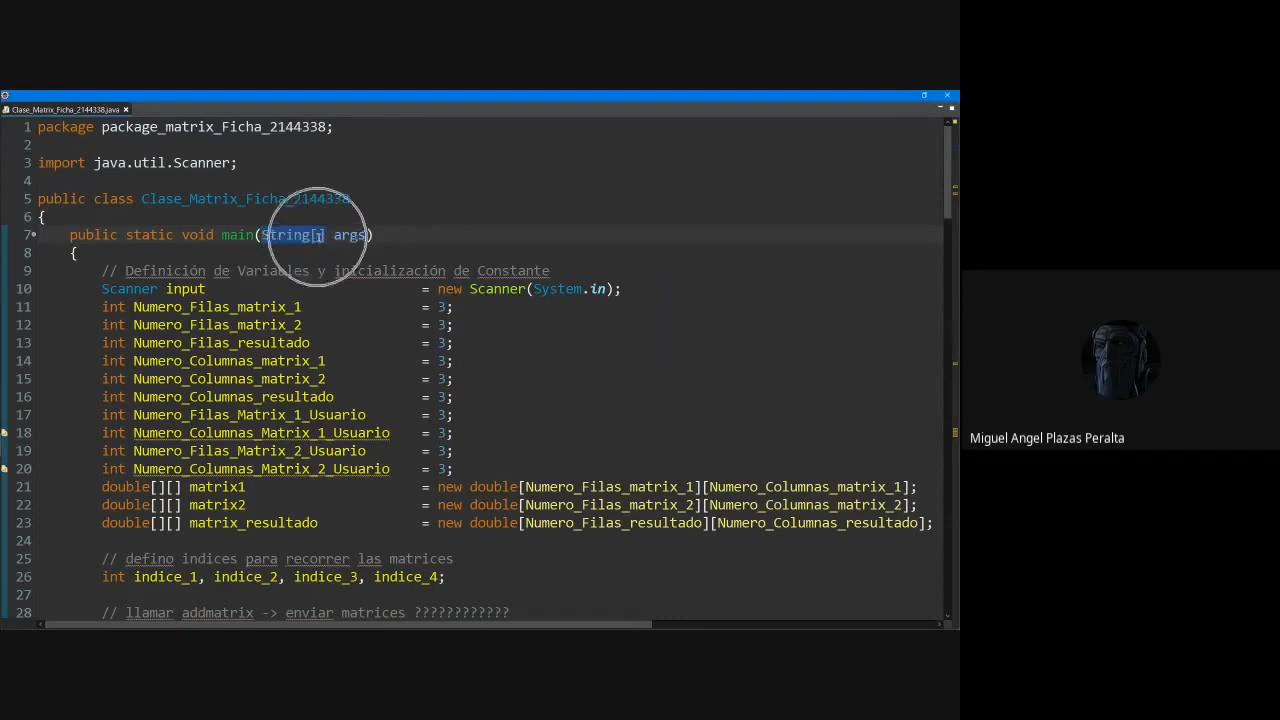 Clase_Matrix_Ficha_2144338.java
1 package package_matrix_Ficha_2144338;
2
3 import java.util.Scanner;
4
5 public class Clase_Matrix_Ficha_2144338
6 {
7 public static void main(String[] args)
8 {
9 // Definición de Variables y inicialización de Constante
10 Scanner input = new Scanner(System.in);
11 int Numero_Filas_matrix_1 = 3;
12 int Numero_Filas_matrix_2 = 3;
13 int Numero_Filas_resultado = 3;
14 int Numero_Columnas_matrix_1 = 3;
15 int Numero_Columnas_matrix_2 = 3;
16 int Numero_Columnas_resultado = 3;
17 int Numero_Filas_Matrix_1_Usuario = 3;
18 int Numero_Columnas_Matrix_1_Usuario = 3;
19 int Numero_Filas_Matrix_2_Usuario = 3;
20 int Numero_Columnas_Matrix_2_Usuario = 3;
21 double[][] matrix1 = new double[Numero_Filas_matrix_1][Numero_Columnas_matrix_1];
22 double[][] matrix2 = new double[Numero_Filas_matrix_2][Numero_Columnas_matrix_2];
23 double[][] matrix_resultado = new double[Numero_Filas_resultado][Numero_Columnas_resultado];
24
25 // defino indices para recorrer las matrices
26 int indice_1, indice_2, indice_3, indice_4;
27
28 // llamar addmatrix -> enviar matrices ????????????
Miguel Angel Plazas Peralta